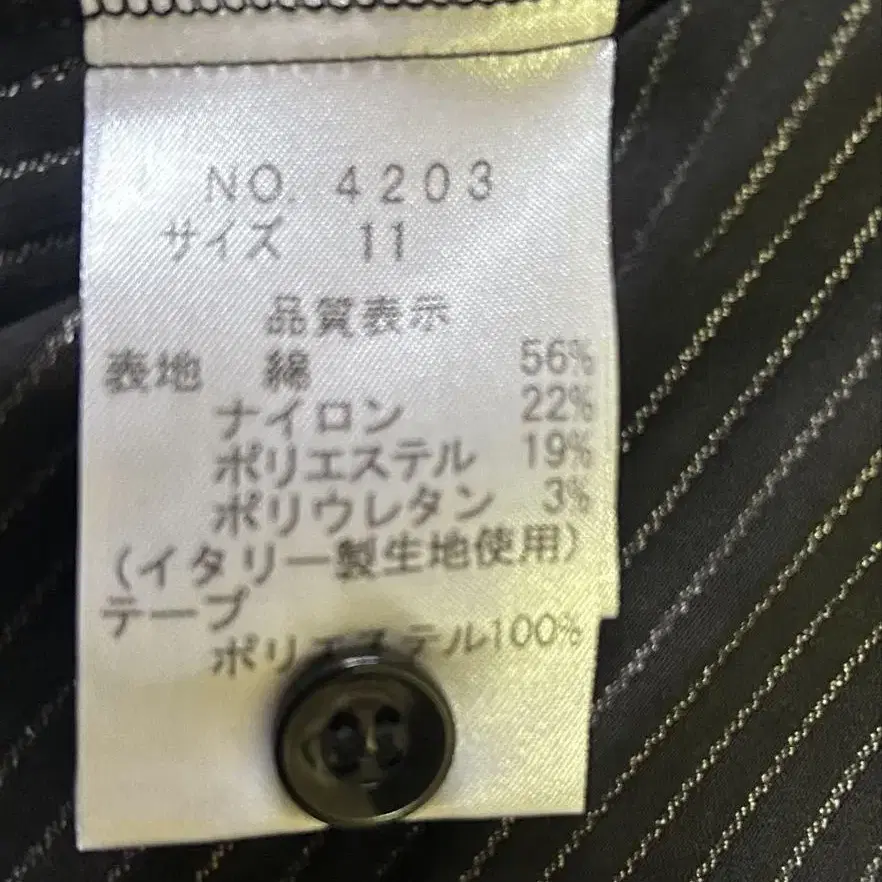 NO. 4203
サイズ 11
品質表示
表地 綿 56%
ナイロン 22%
ポリエステル 19%
ポリウレタン 3%
(イタリー製生地使用)
テープ
ポリエステル100%